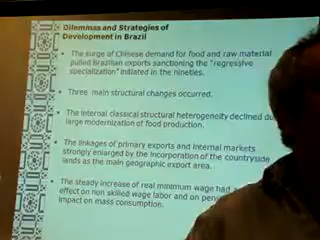 Dilemmas and Strategies of
Development in Brazil
• The surge of Chinese demand for food and raw material
pulled Brazilian exports sanctioning the "regressive
specialization" initiated in the nineties.
• Three main structural changes occurred.
• The internal classical structural heterogeneity declined
large modernization of food production.
• The linkages of primary exports and internal markets
strongly enlarged by the incorporation of the countryside
lands as the main geographic export area.
• The steady increase of real minimum wage had
effect on non skilled wage labor and on
impact on mass consumption.